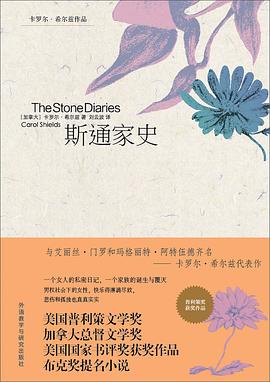 卡罗尔·希尔兹作品
The Stone Diaries
[加拿大] 卡罗尔·希尔兹 著 刘云波 译
Carol Shields
斯通家史
与艾丽丝·门罗和玛格丽特·阿特伍德齐名
——卡罗尔·希尔兹代表作
一个女人的私密日记,一个家族的诞生与覆灭
男权社会下的女性,快乐得薄满尽致,
悲伤和孤独也真真实实
普利策奖
获奖作品
美国普利策文学奖
加拿大总督文学奖
美国国家书评奖获奖作品
布克奖提名小说
外语教学与研究出版社